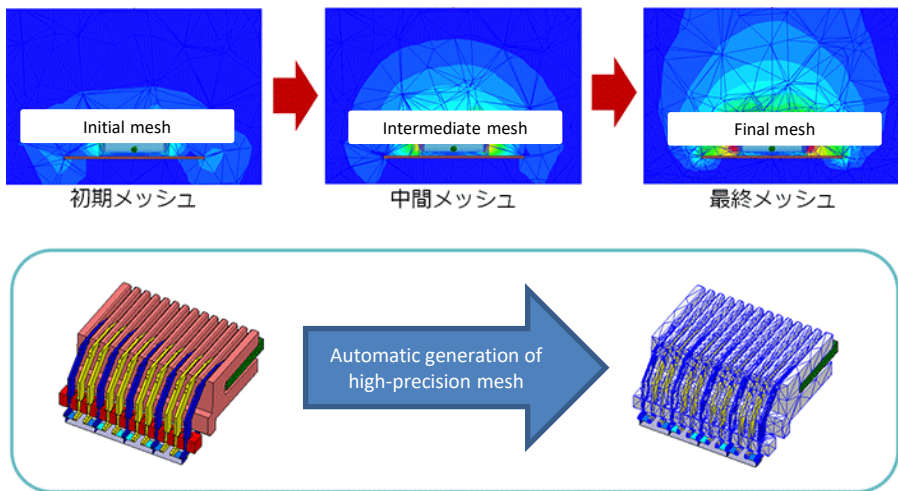 Initial mesh
Intermediate mesh
Final mesh
初期メッシュ
中間メッシュ
最終メッシュ
Automatic generation of
high-precision mesh